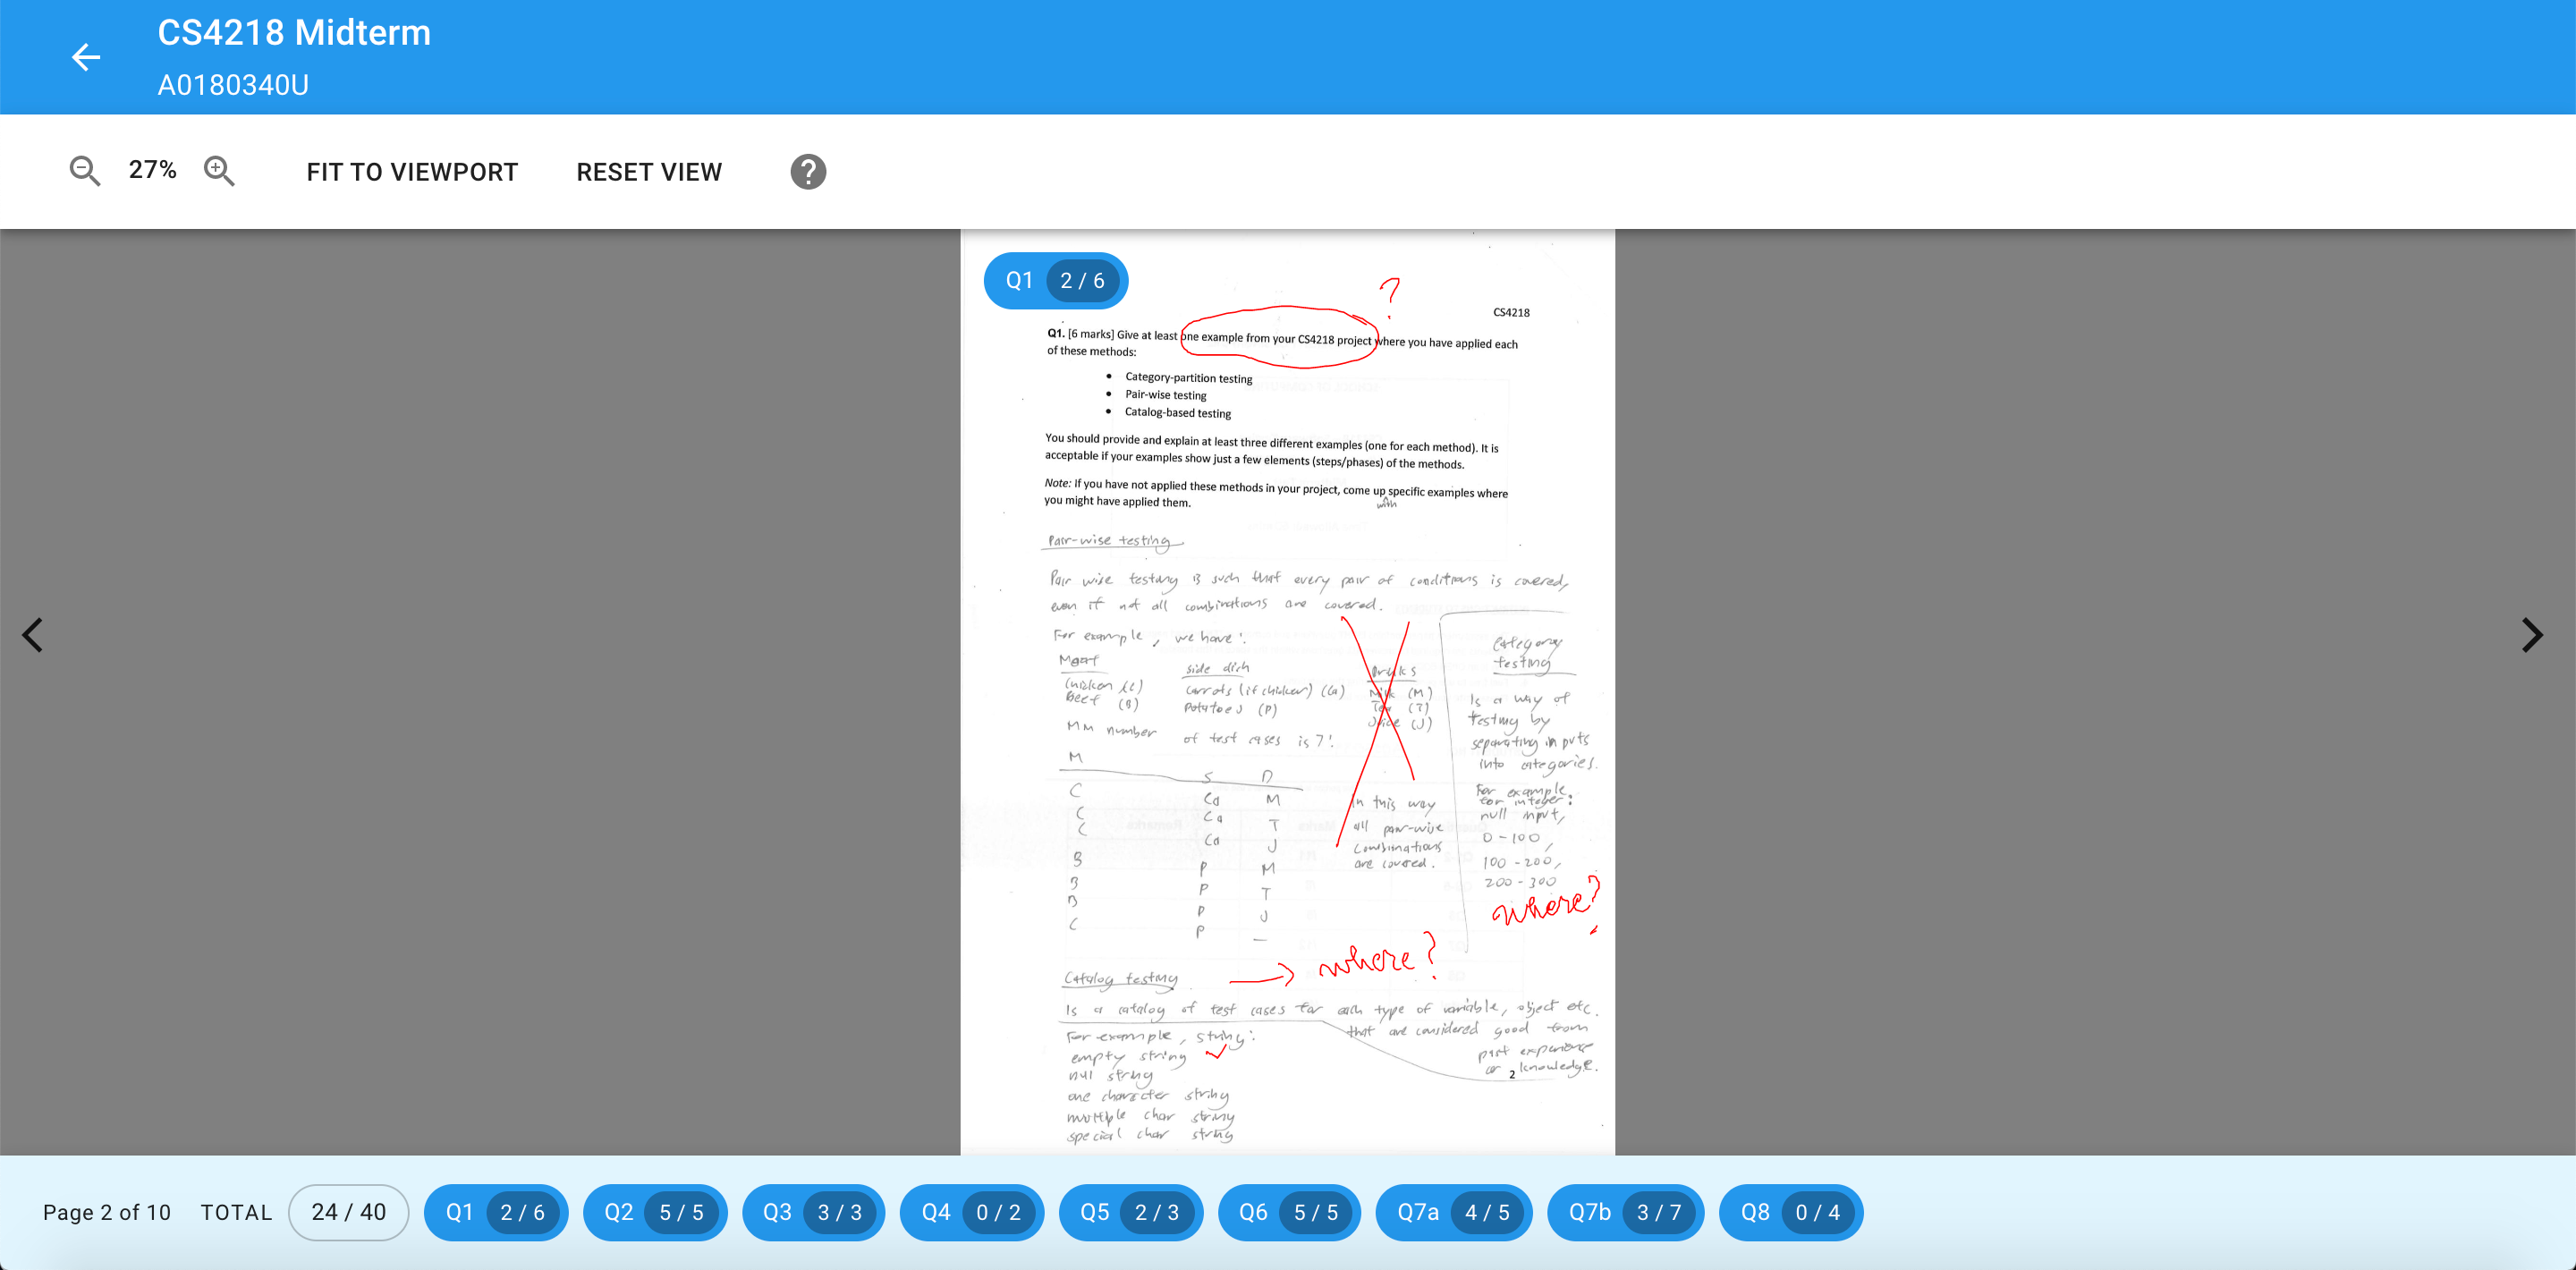 CS4218 Midterm
A0180340U
27%
FIT TO VIEWPORT
RESET VIEW
?
Q1 2 / 6
?
CS4218
Q1. [6 marks] Give at least one example from your CS4218 project where you have applied each
of these methods:
• Category-partition testing
• Pair-wise testing
• Catalog-based testing
You should provide and explain at least three different examples (one for each method). It is
acceptable if your examples show just a few elements (steps/phases) of the methods.
Note: If you have not applied these methods in your project, come up specific examples where
with
you might have applied them.
Pair-wise testing
Pair wise testing is such that every pair of conditions is covered,
even if not all combinations are covered.
For example, we have:
Meat
Chicken (C)
Beef (B)
side dish
Carrots (if chicken) (Ca)
Potatoes (P)
Drinks
Milk (M)
Tea (T)
Juice (J)
Min number of test cases is 7:
M S D
C Ca M
C Ca T
C Ca J
B P M
B P T
B P J
C P —
In this way
all pair-wise
combinations
are covered.
Category
testing
Is a way of
testing by
separating inputs
into categories.
For example
for integer:
null input,
0-100,
100-200,
200-300
where?
Catalog testing
→ where?
Is a catalog of test cases for each type of variable, object etc.
that are considered good from
past experience
or knowledge.
For example, string:
empty string
null string
one character string
multiple char string
special char string
2
Page 2 of 10 TOTAL 24 / 40 Q1 2 / 6 Q2 5 / 5 Q3 3 / 3 Q4 0 / 2 Q5 2 / 3 Q6 5 / 5 Q7a 4 / 5 Q7b 3 / 7 Q8 0 / 4